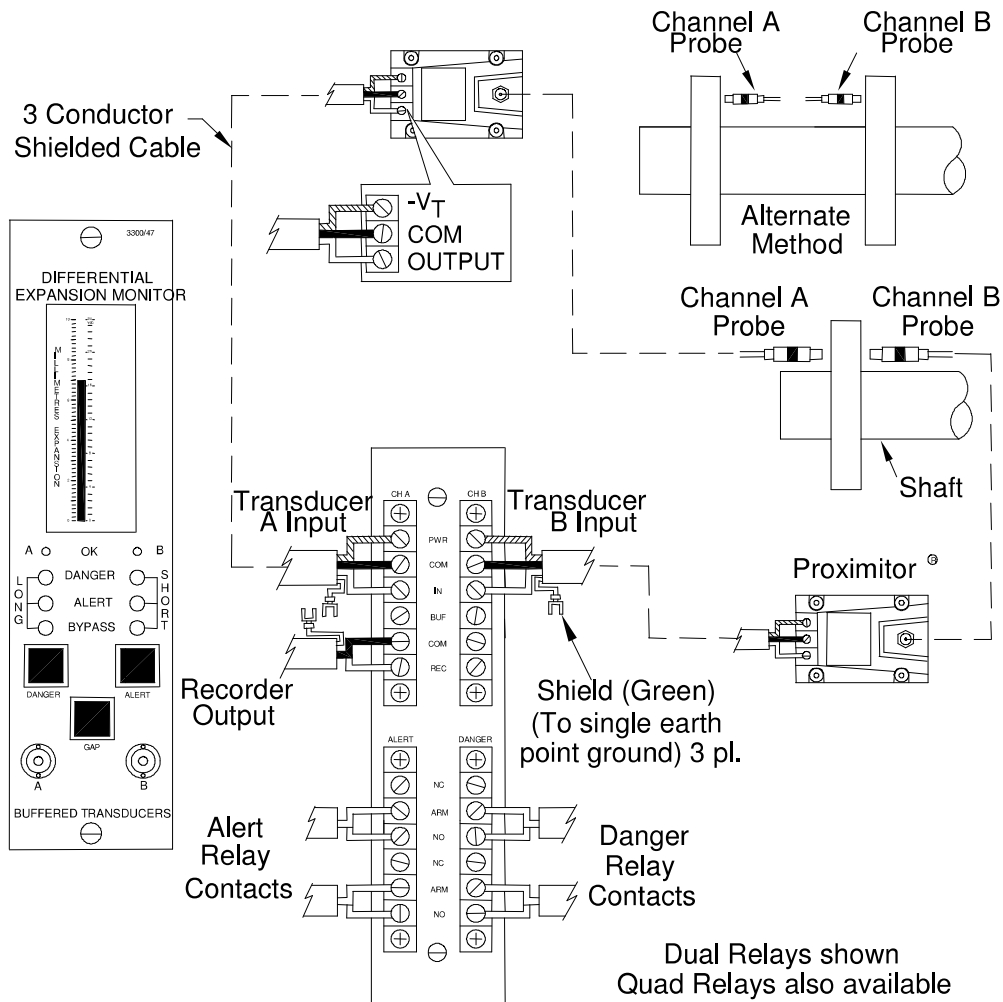 Channel A
Probe
Channel B
Probe
3 Conductor
Shielded Cable
-VT
COM
OUTPUT
Alternate
Method
3300/47
DIFFERENTIAL
EXPANSION MONITOR
MILLIMETRES EXPANSION
Channel A
Probe
Channel B
Probe
Shaft
A
OK
B
LONG
DANGER
SHORT
ALERT
BYPASS
DANGER
ALERT
GAP
A
B
BUFFERED TRANSDUCERS
CH A
CH B
Transducer
A Input
Transducer
B Input
PWR
COM
IN
BUF
COM
REC
Recorder
Output
Proximitor ®
Shield (Green)
(To single earth
point ground) 3 pl.
ALERT
DANGER
NC
ARM
NO
NC
ARM
NO
Alert
Relay
Contacts
Danger
Relay
Contacts
Dual Relays shown
Quad Relays also available